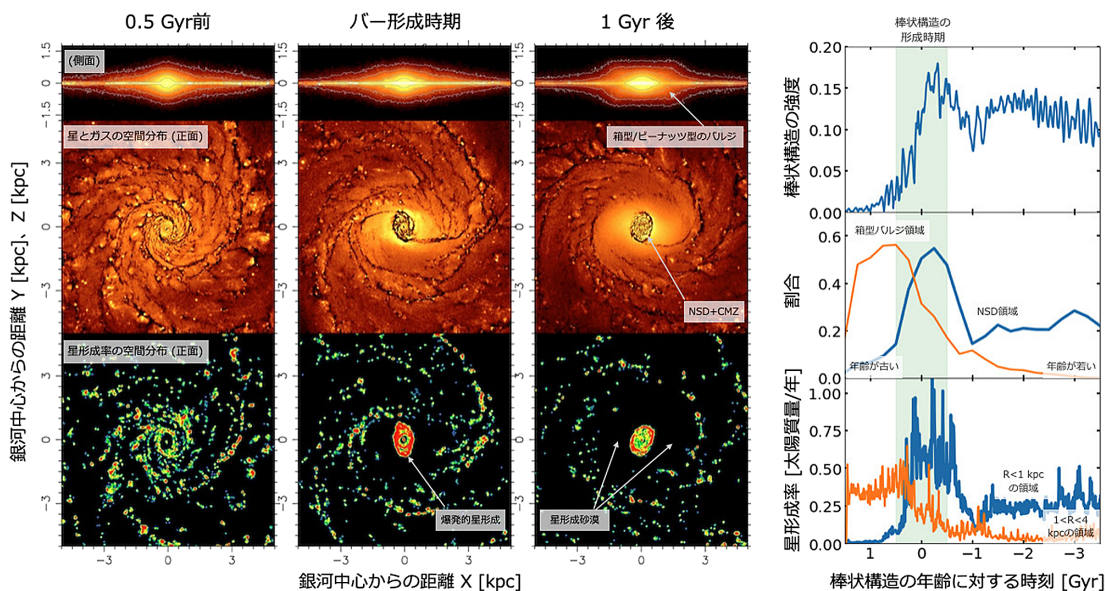 0.5 Gyr前
バー形成時期
1 Gyr 後
(側面)
箱型/ピーナッツ型のバルジ
星とガスの空間分布 (正面)
NSD+CMZ
星形成率の空間分布 (正面)
爆発的星形成
星形成砂漠
銀河中心からの距離 Y [kpc]、Z [kpc]
1.5
0
−1.5
3
0
−3
3
0
−3
−3
0
3
−3
0
3
−3
0
3
銀河中心からの距離 X [kpc]
棒状構造の
形成時期
棒状構造の強度
0.20
0.15
0.10
0.05
0.00
箱型バルジ領域
NSD領域
年齢が古い
年齢が若い
割合
0.6
0.4
0.2
0.0
R<1 kpc
の領域
1<R<4
kpcの領域
星形成率 [太陽質量/年]
1.00
0.75
0.50
0.25
0.00
1
0
−1
−2
−3
棒状構造の年齢に対する時刻 [Gyr]